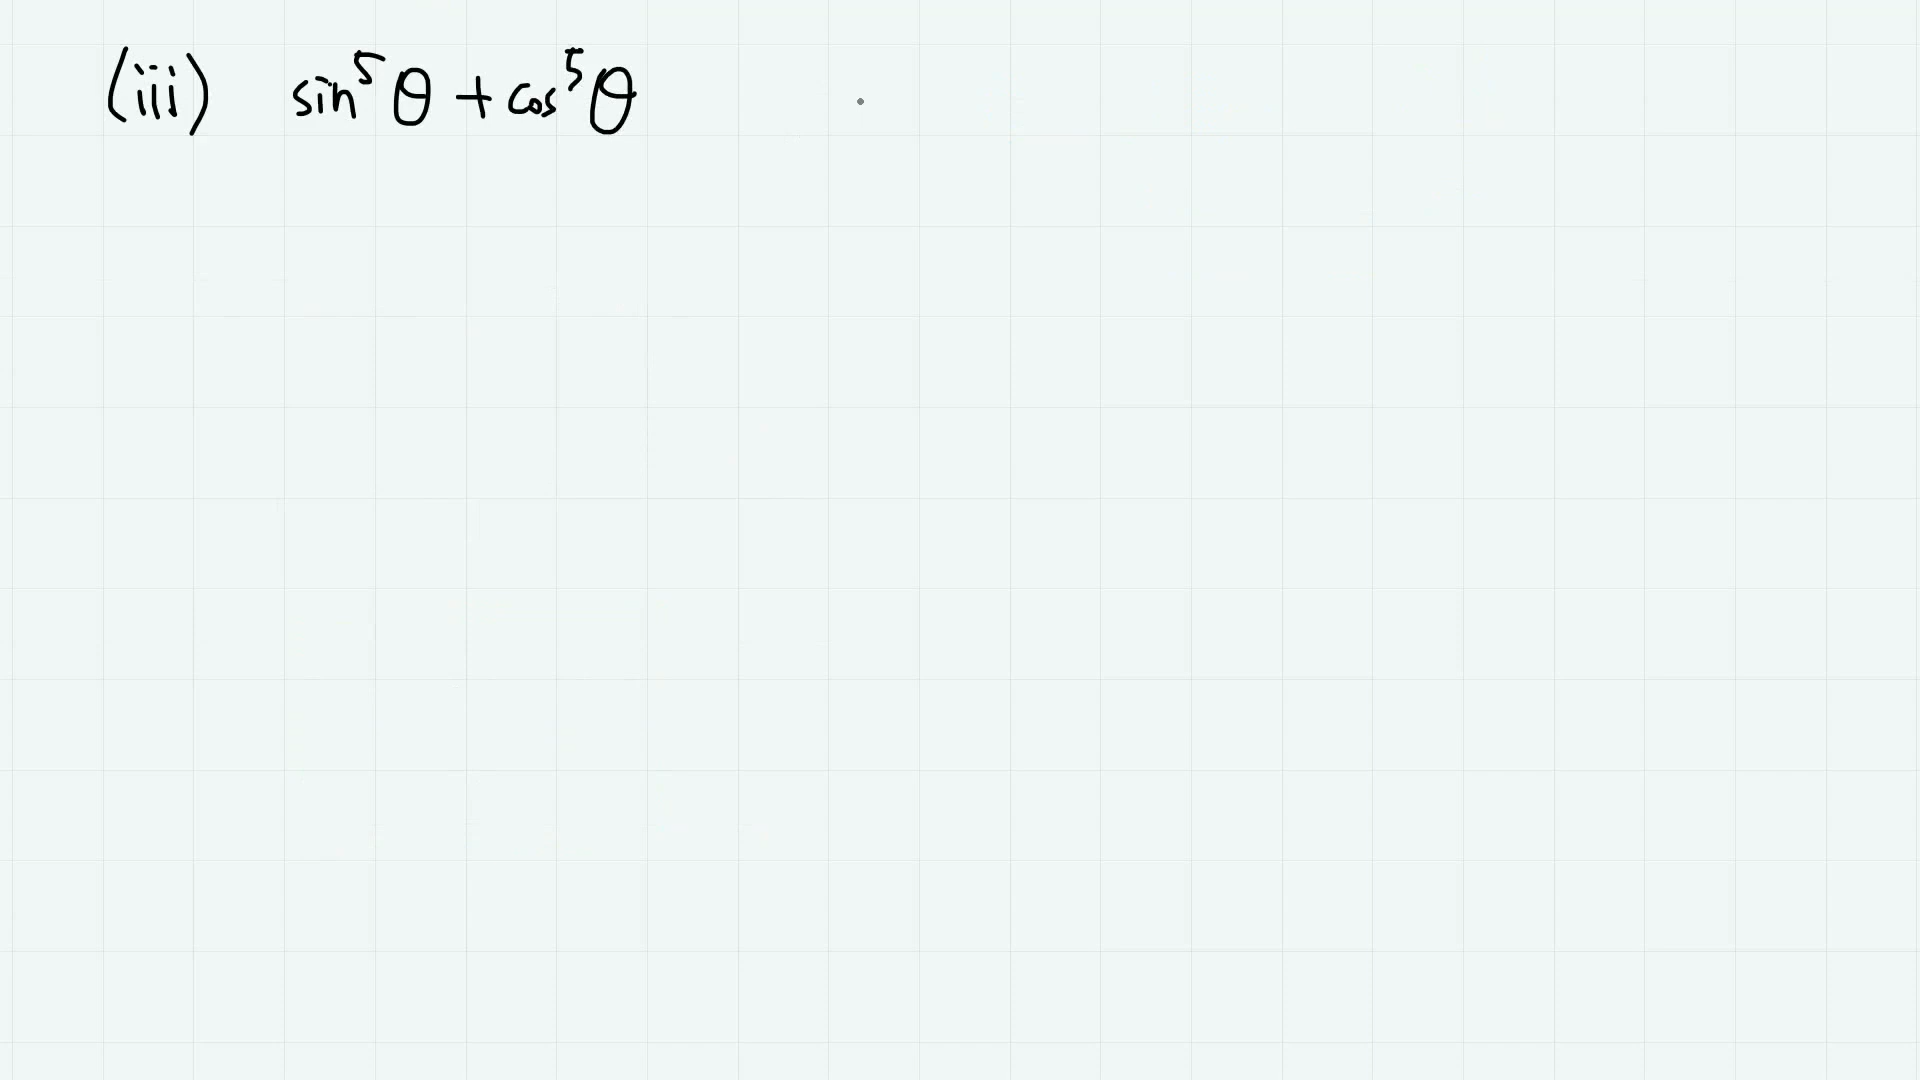 (iii) sin⁵θ + cos⁵θ